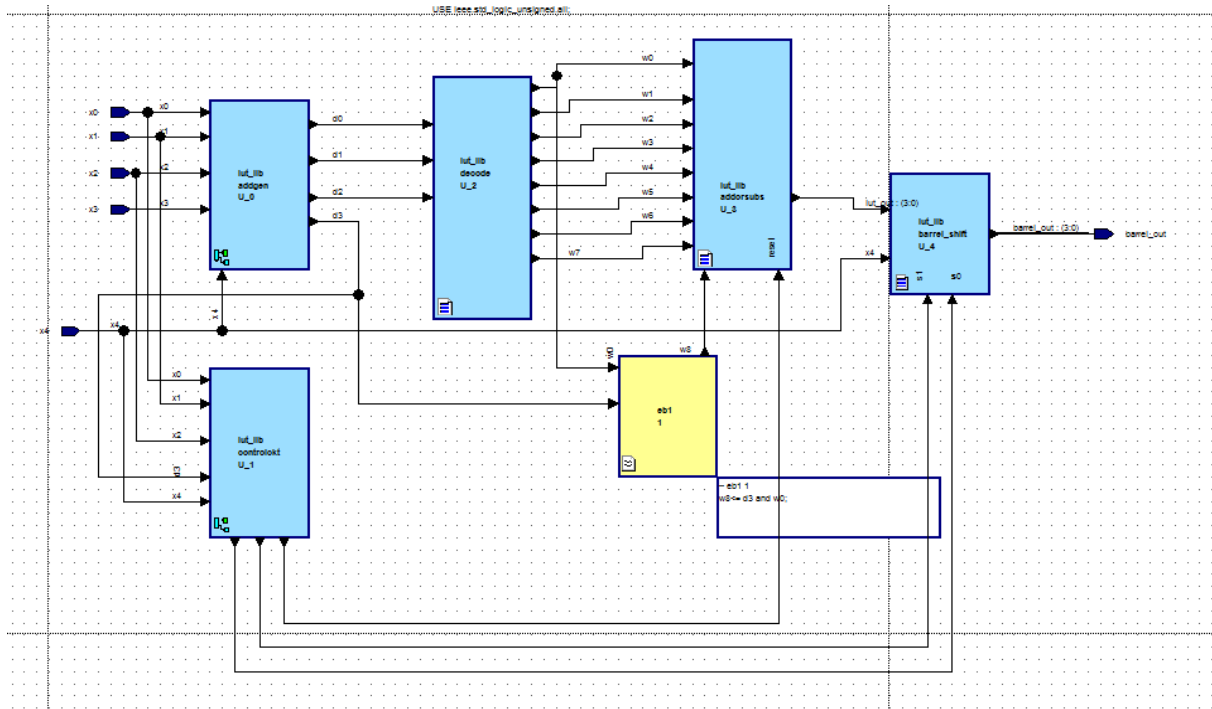 USE ieee.std_logic_unsigned.all;
w0
w1
w2
w3
w4
w5
w6
w7
x0
x0
x1
x1
x2
x2
x3
x3
d0
d1
d2
d3
lut_lib
addgen
U_0
lut_lib
decode
U_2
lut_lib
addorsubs
U_3
reset
lut_out : (3:0)
lut_lib
barrel_shift
U_4
x4
s1
s0
barrel_out : (3:0)
barrel_out
x4
x4
x4
x0
x1
x2
d3
x4
lut_lib
controlckt
U_1
w0
w8
eb1
1
-- eb1 1
w8<= d3 and w0;